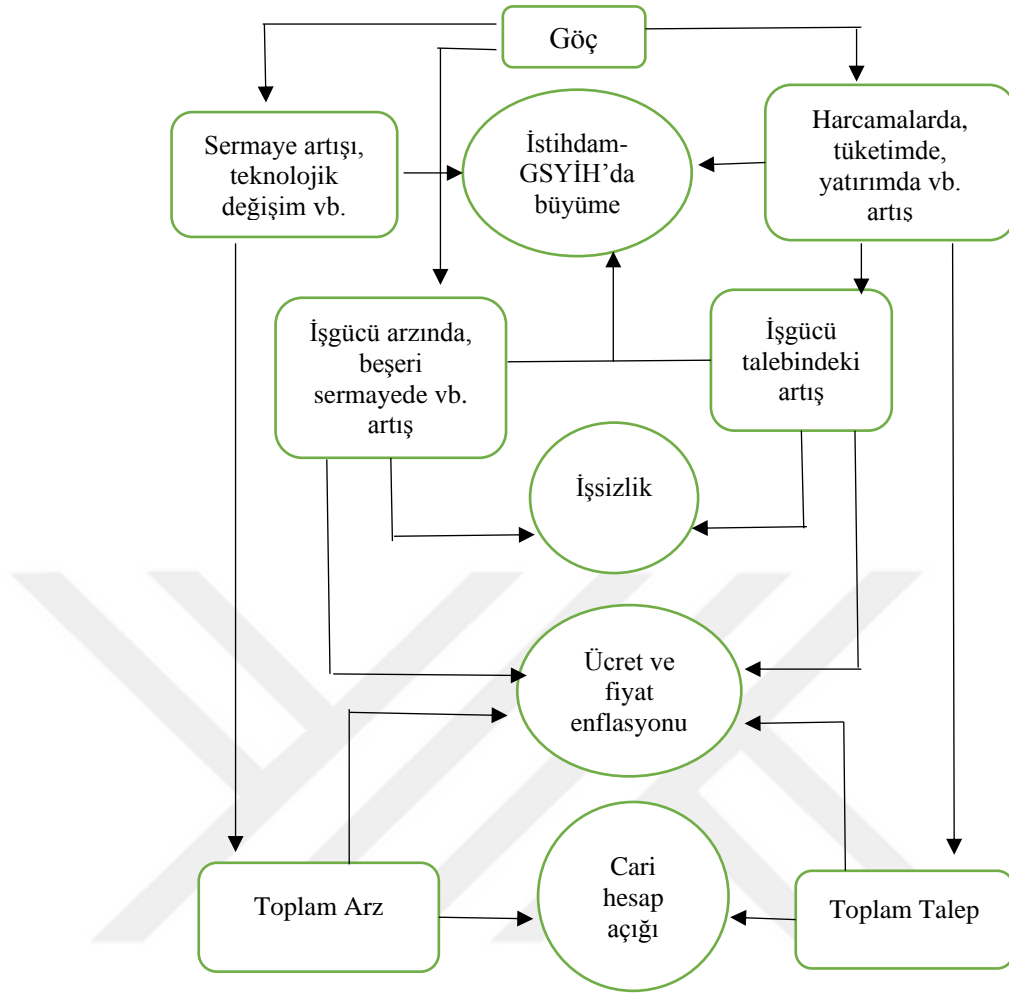 Göç
Sermaye artışı,
teknolojik
değişim vb.
İstihdam-
GSYİH’da
büyüme
Harcamalarda,
tüketimde,
yatırımda vb.
artış
İşgücü arzında,
beşeri
sermayede vb.
artış
İşgücü
talebindeki
artış
İşsizlik
Ücret ve
fiyat
enflasyonu
Toplam Arz
Cari
hesap
açığı
Toplam Talep